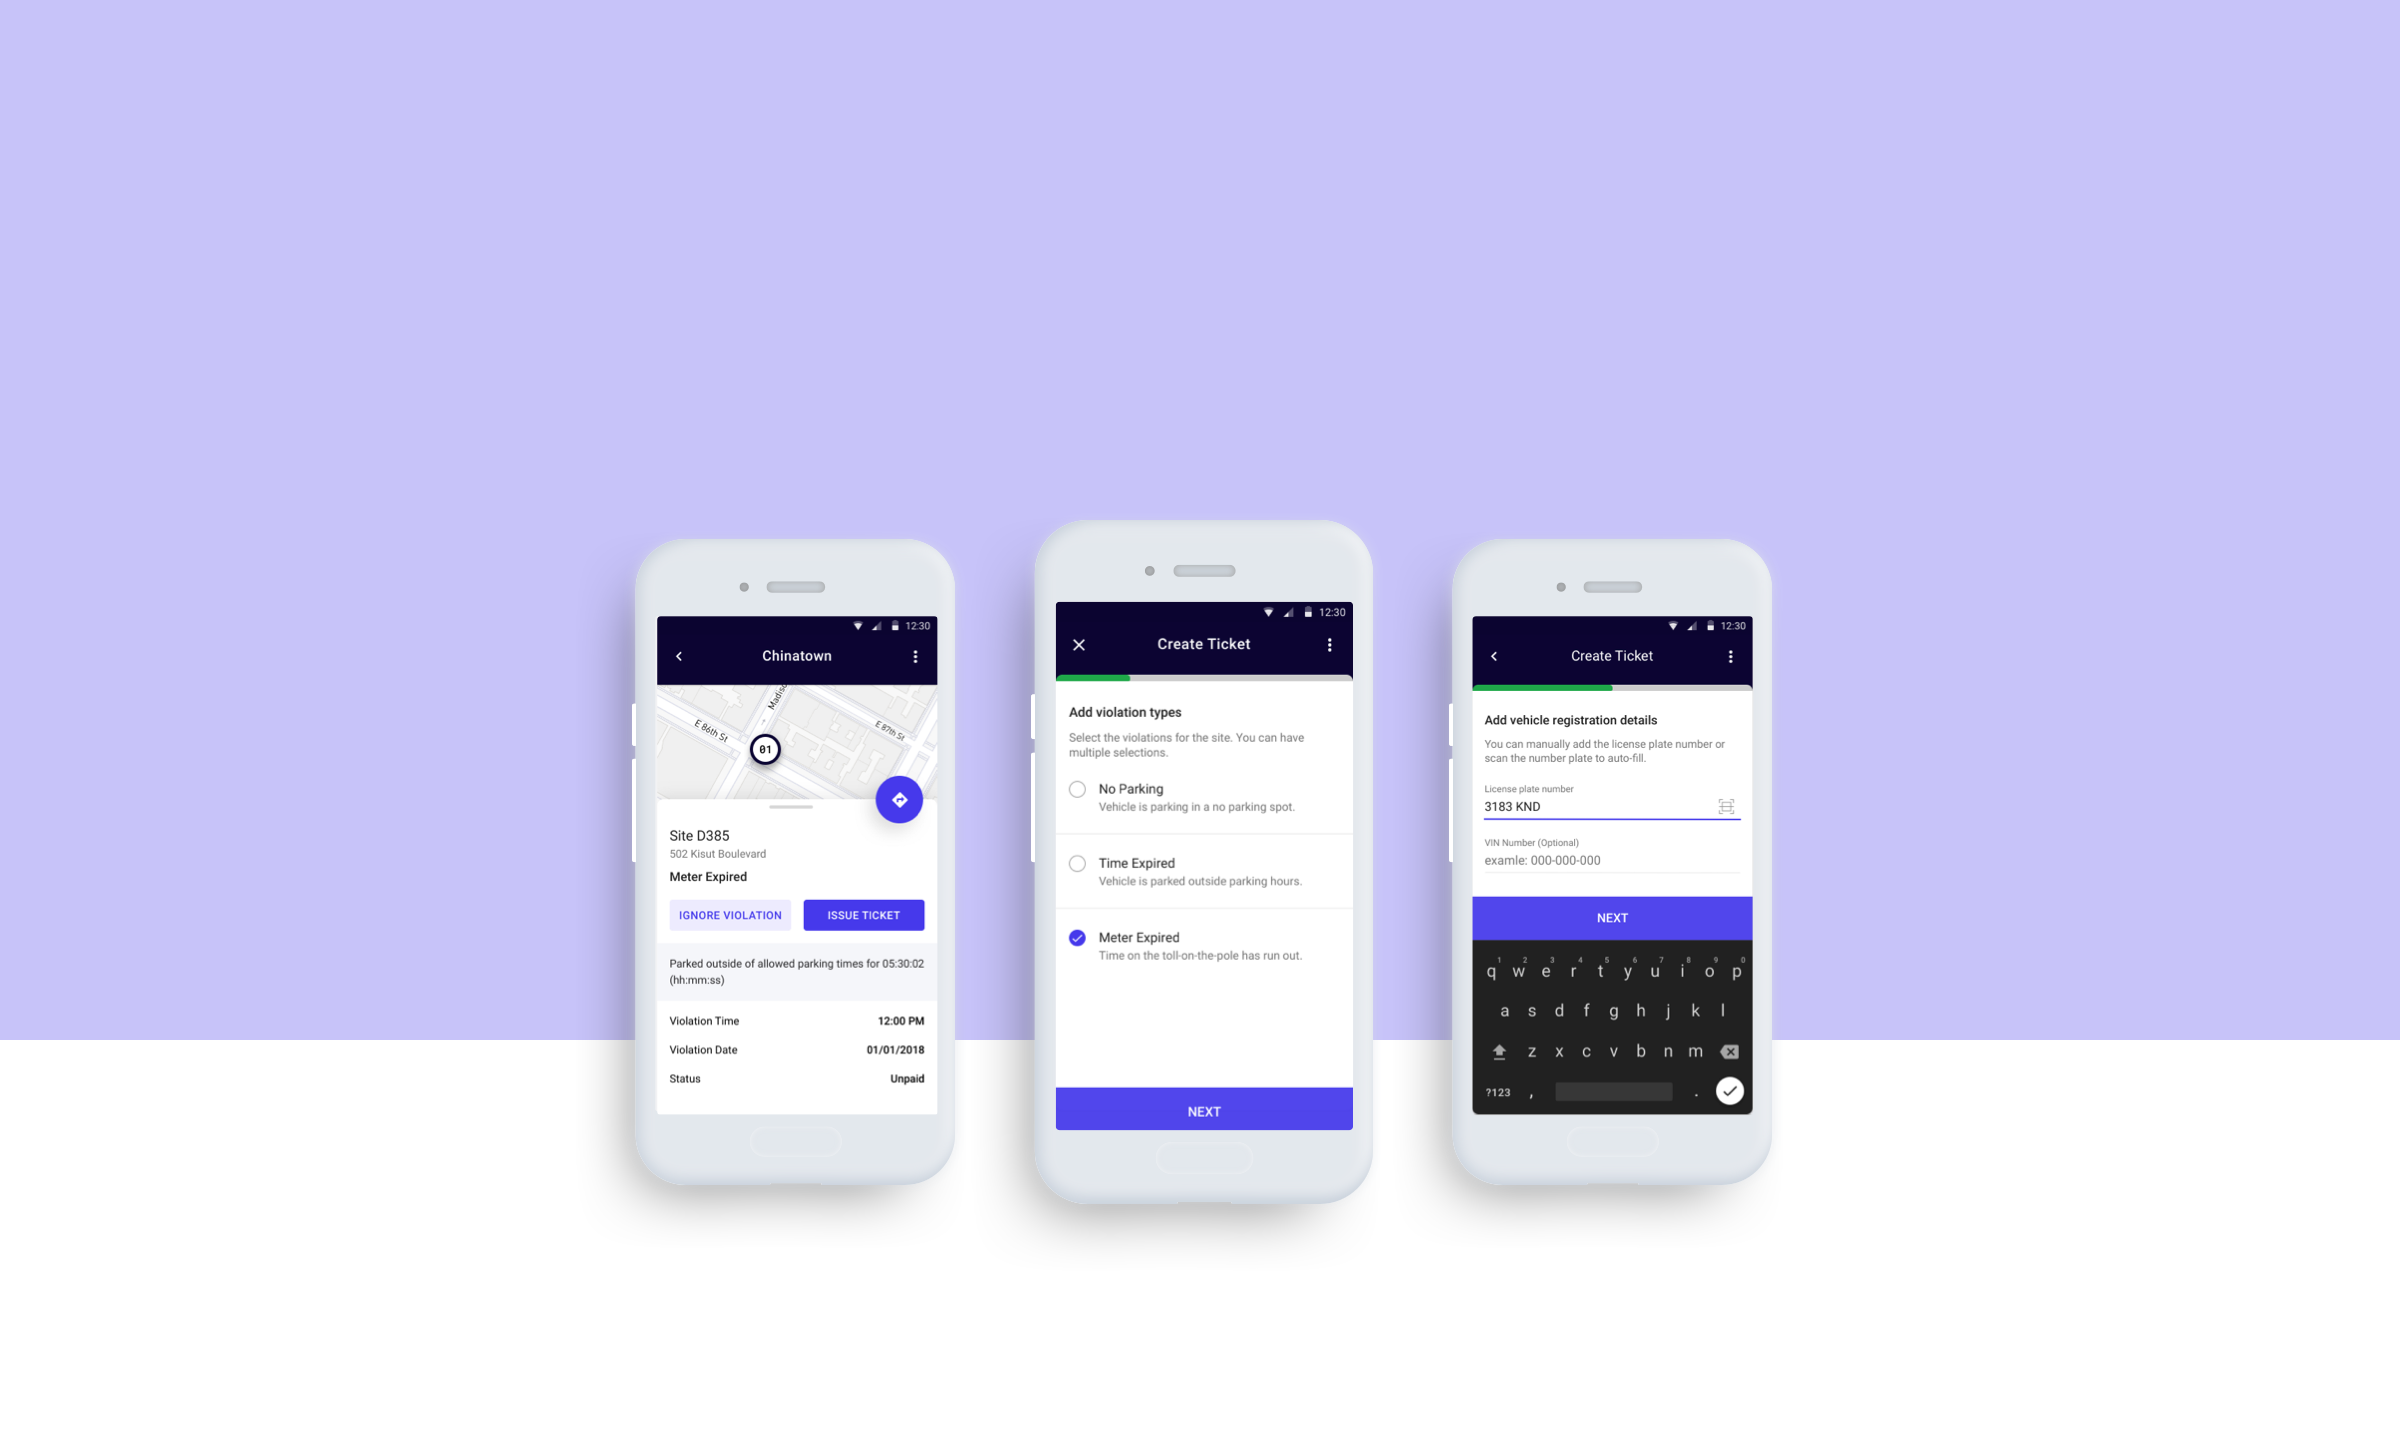 12:30
Chinatown
Madiso
E 86th St
E 87th St
01
Site D385
502 Kisut Boulevard
Meter Expired
IGNORE VIOLATION
ISSUE TICKET
Parked outside of allowed parking times for 05:30:02
(hh:mm:ss)
Violation Time 12:00 PM
Violation Date 01/01/2018
Status Unpaid
12:30
Create Ticket
Add violation types
Select the violations for the site. You can have
multiple selections.
No Parking
Vehicle is parking in a no parking spot.
Time Expired
Vehicle is parked outside parking hours.
Meter Expired
Time on the toll-on-the-pole has run out.
NEXT
12:30
Create Ticket
Add vehicle registration details
You can manually add the license plate number or
scan the number plate to auto-fill.
License plate number
3183 KND
VIN Number (Optional)
examle: 000-000-000
NEXT
1 2 3 4 5 6 7 8 9 0
q w e r t y u i o p
a s d f g h j k l
z x c v b n m
?123 , .